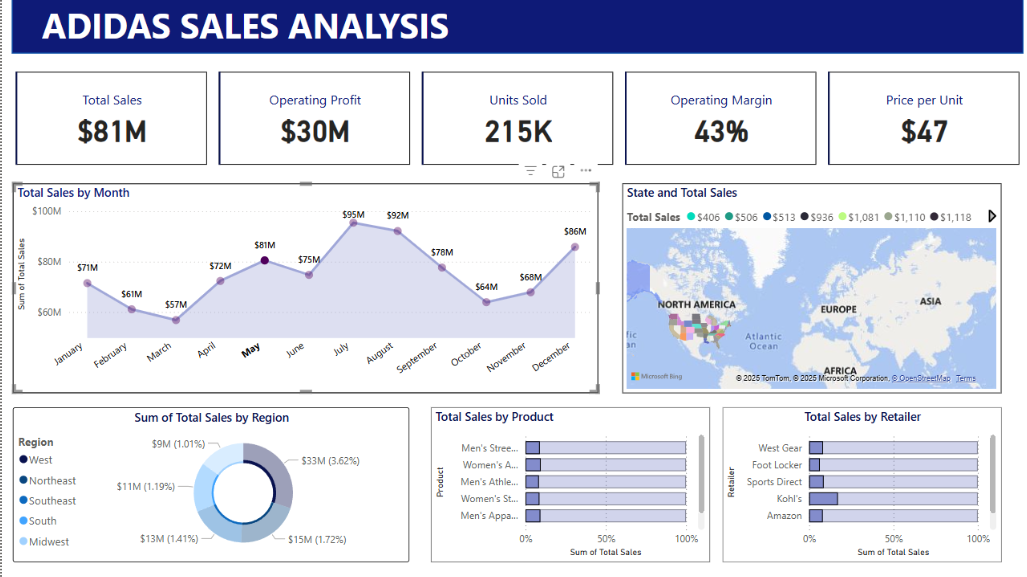 ADIDAS SALES ANALYSIS
Total Sales
$81M
Operating Profit
$30M
Units Sold
215K
Operating Margin
43%
Price per Unit
$47
Total Sales by Month
Sum of Total Sales
$100M
$80M
$60M
$71M
$61M
$57M
$72M
$81M
$75M
$95M
$92M
$78M
$64M
$68M
$86M
January
February
March
April
May
June
July
August
September
October
November
December
State and Total Sales
Total Sales $406 $506 $513 $936 $1,081 $1,110 $1,118
NORTH AMERICA
EUROPE
ASIA
Atlantic
Ocean
AFRICA
Microsoft Bing
© 2025 TomTom, © 2025 Microsoft Corporation, © OpenStreetMap Terms
Sum of Total Sales by Region
Region
West
Northeast
Southeast
South
Midwest
$9M (1.01%)
$33M (3.62%)
$11M (1.19%)
$13M (1.41%)
$15M (1.72%)
Total Sales by Product
Product
Men's Stree...
Women's A...
Men's Athle...
Women's St...
Men's Appa...
0% 50% 100%
Sum of Total Sales
Total Sales by Retailer
Retailer
West Gear
Foot Locker
Sports Direct
Kohl's
Amazon
0% 50% 100%
Sum of Total Sales